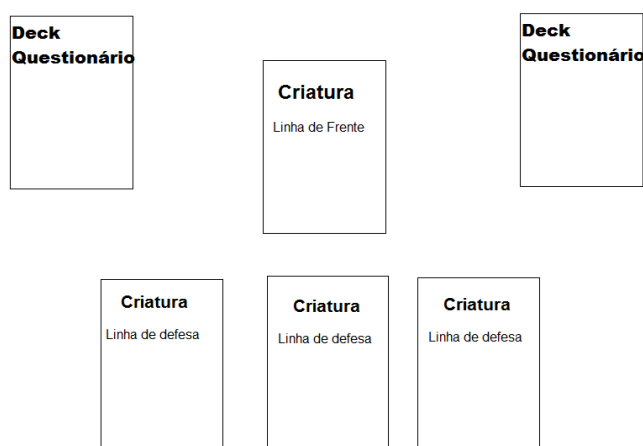 Deck
Questionário
Deck
Questionário
Criatura
Linha de Frente
Criatura
Linha de defesa
Criatura
Linha de defesa
Criatura
Linha de defesa